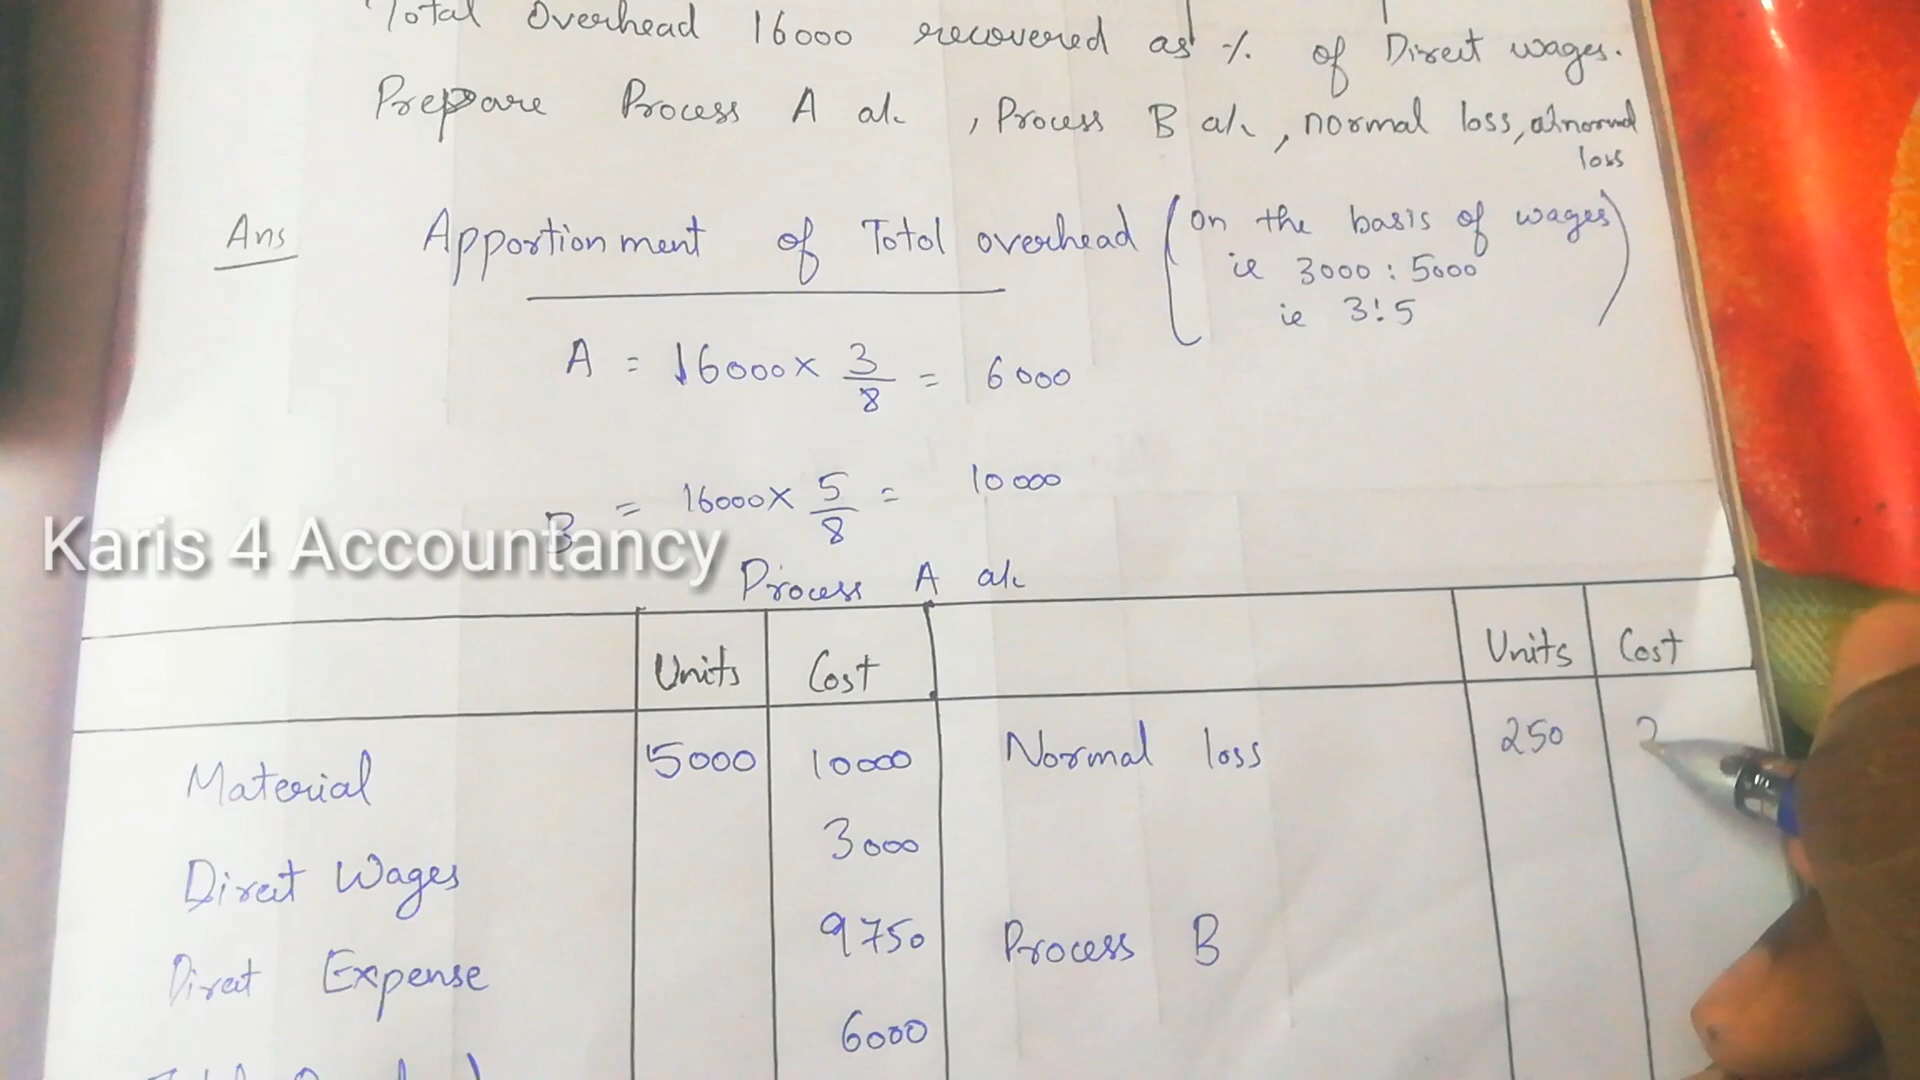 Total Overhead 16000 recovered as % of Direct wages.
Prepare Process A a/c , Process B a/c , normal loss, abnormal
loss
Ans Apportionment of Total overhead (on the basis of wages)
ie 3000 : 5000
ie 3:5
A = 16000 × 3/8 = 6000
B = 16000 × 5/8 = 10000
Karis 4 Accountancy
Process A a/c
Units Cost Units Cost
Material 5000 10000 Normal loss 250
Direct Wages 3000
Direct Expense 9750 Process B
6000